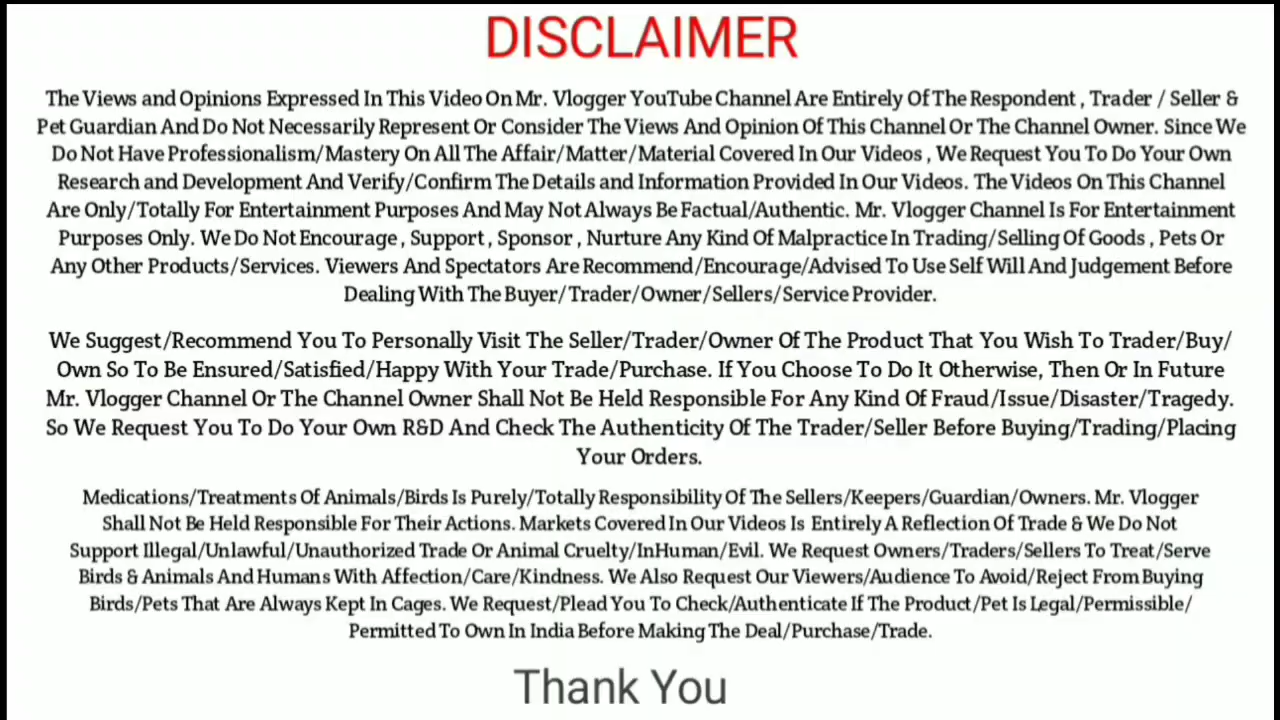 DISCLAIMER
The Views and Opinions Expressed In This Video On Mr. Vlogger YouTube Channel Are Entirely Of The Respondent , Trader / Seller &
Pet Guardian And Do Not Necessarily Represent Or Consider The Views And Opinion Of This Channel Or The Channel Owner. Since We
Do Not Have Professionalism/Mastery On All The Affair/Matter/Material Covered In Our Videos , We Request You To Do Your Own
Research and Development And Verify/Confirm The Details and Information Provided In Our Videos. The Videos On This Channel
Are Only/Totally For Entertainment Purposes And May Not Always Be Factual/Authentic. Mr. Vlogger Channel Is For Entertainment
Purposes Only. We Do Not Encourage , Support , Sponsor , Nurture Any Kind Of Malpractice In Trading/Selling Of Goods , Pets Or
Any Other Products/Services. Viewers And Spectators Are Recommend/Encourage/Advised To Use Self Will And Judgement Before
Dealing With The Buyer/Trader/Owner/Sellers/Service Provider.
We Suggest/Recommend You To Personally Visit The Seller/Trader/Owner Of The Product That You Wish To Trader/Buy/
Own So To Be Ensured/Satisfied/Happy With Your Trade/Purchase. If You Choose To Do It Otherwise, Then Or In Future
Mr. Vlogger Channel Or The Channel Owner Shall Not Be Held Responsible For Any Kind Of Fraud/Issue/Disaster/Tragedy.
So We Request You To Do Your Own R&D And Check The Authenticity Of The Trader/Seller Before Buying/Trading/Placing
Your Orders.
Medications/Treatments Of Animals/Birds Is Purely/Totally Responsibility Of The Sellers/Keepers/Guardian/Owners. Mr. Vlogger
Shall Not Be Held Responsible For Their Actions. Markets Covered In Our Videos Is Entirely A Reflection Of Trade & We Do Not
Support Illegal/Unlawful/Unauthorized Trade Or Animal Cruelty/InHuman/Evil. We Request Owners/Traders/Sellers To Treat/Serve
Birds & Animals And Humans With Affection/Care/Kindness. We Also Request Our Viewers/Audience To Avoid/Reject From Buying
Birds/Pets That Are Always Kept In Cages. We Request/Plead You To Check/Authenticate If The Product/Pet Is Legal/Permissible/
Permitted To Own In India Before Making The Deal/Purchase/Trade.
Thank You